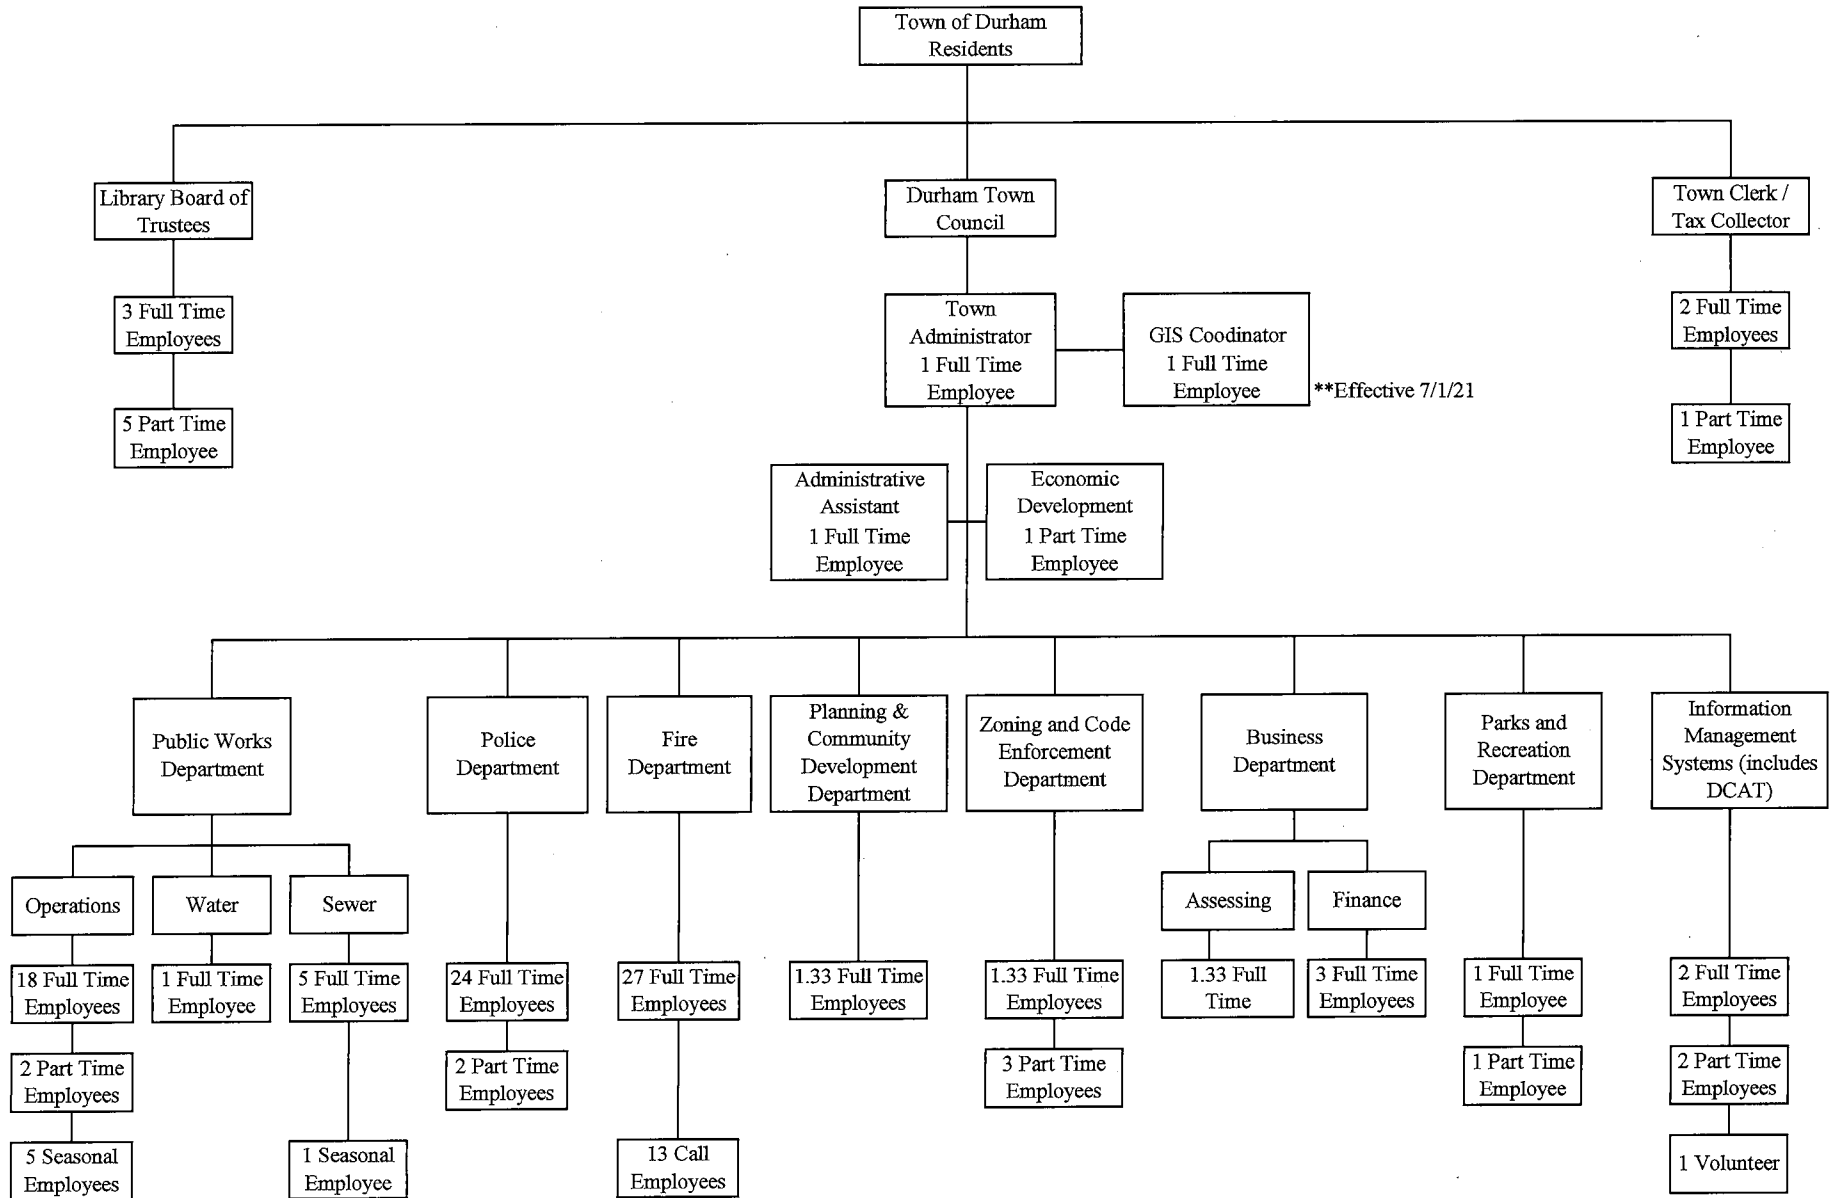 Town of Durham
Residents
Library Board of
Trustees
Durham Town
Council
Town Clerk /
Tax Collector
3 Full Time
Employees
Town
Administrator
1 Full Time
Employee
GIS Coodinator
1 Full Time
Employee
**Effective 7/1/21
2 Full Time
Employees
5 Part Time
Employee
1 Part Time
Employee
Administrative
Assistant
1 Full Time
Employee
Economic
Development
1 Part Time
Employee
Public Works
Department
Police
Department
Fire
Department
Planning &
Community
Development
Department
Zoning and Code
Enforcement
Department
Business
Department
Parks and
Recreation
Department
Information
Management
Systems (includes
DCAT)
Operations
Water
Sewer
Assessing
Finance
18 Full Time
Employees
1 Full Time
Employee
5 Full Time
Employees
24 Full Time
Employees
27 Full Time
Employees
1.33 Full Time
Employees
1.33 Full Time
Employees
1.33 Full
Time
3 Full Time
Employees
1 Full Time
Employee
2 Full Time
Employees
2 Part Time
Employees
2 Part Time
Employees
3 Part Time
Employees
1 Part Time
Employee
2 Part Time
Employees
5 Seasonal
Employees
1 Seasonal
Employee
13 Call
Employees
1 Volunteer